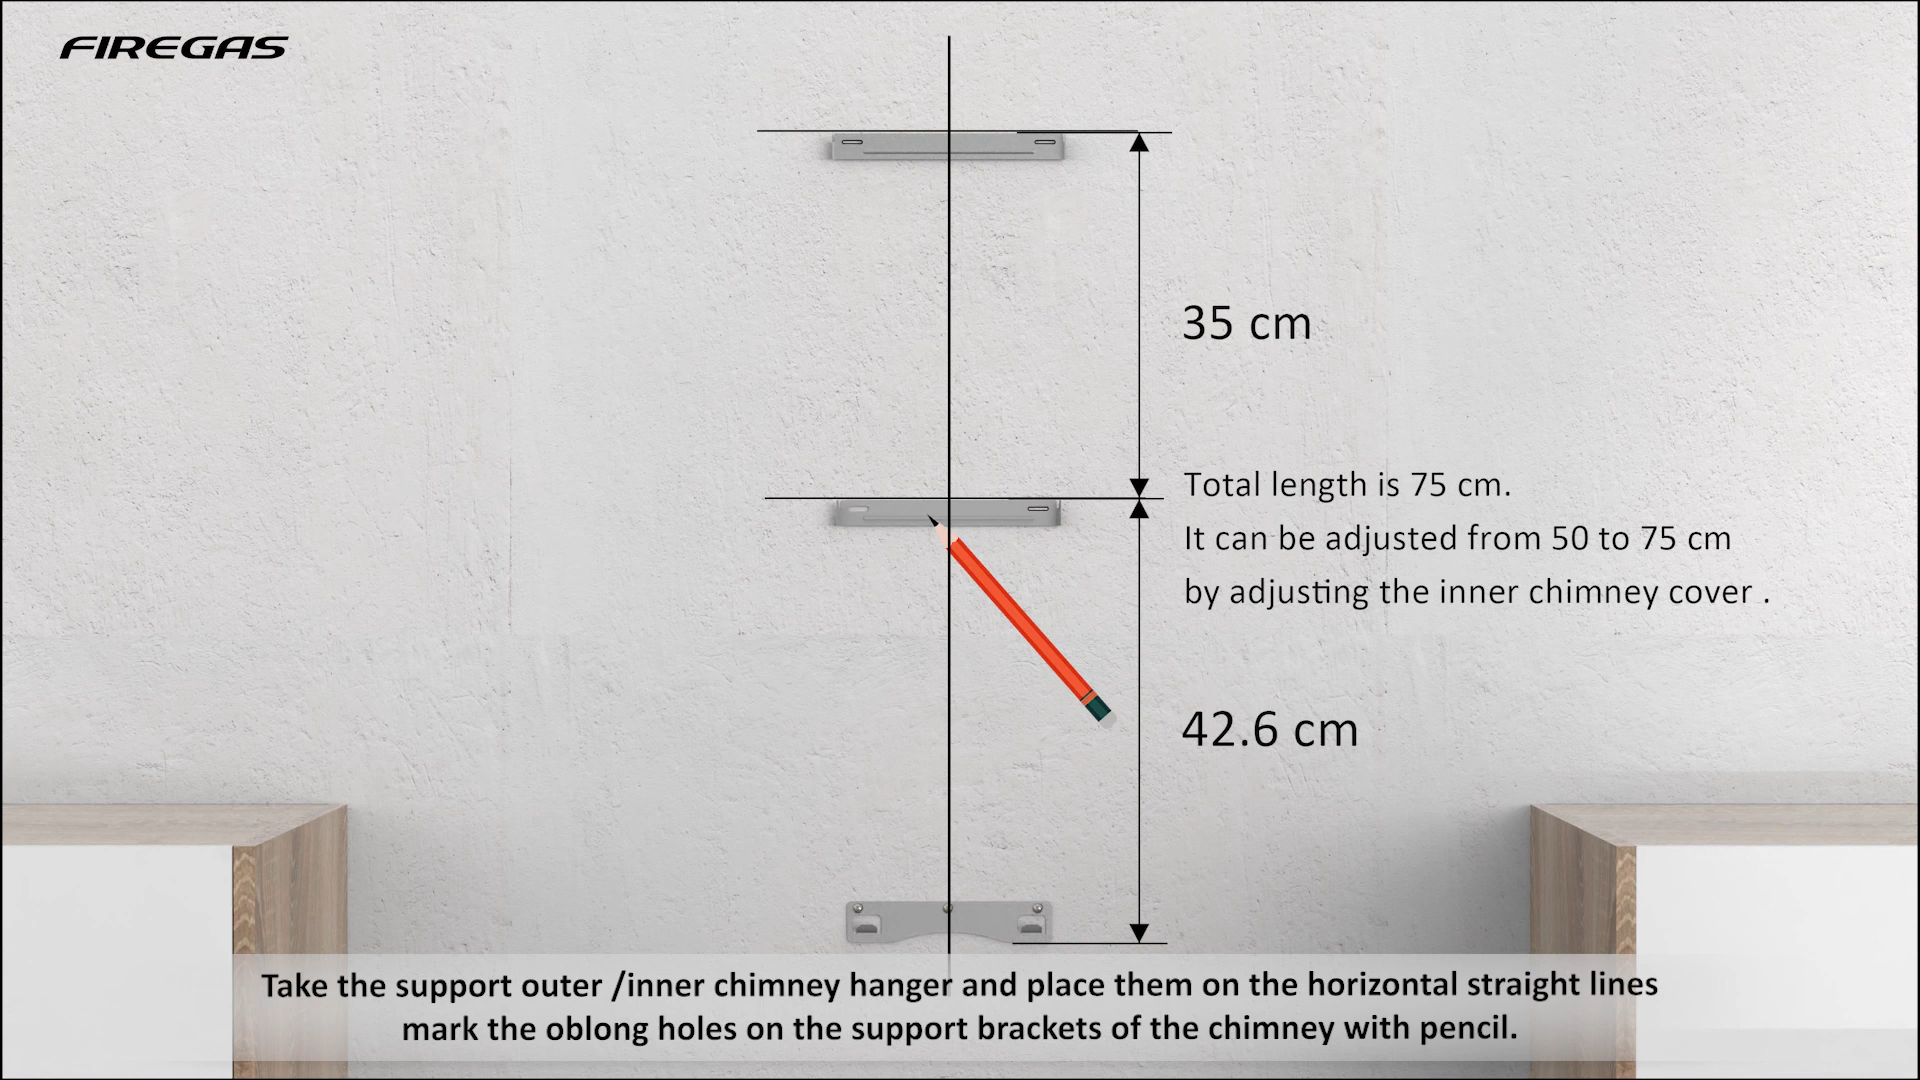 FIREGAS
35 cm
Total length is 75 cm.
It can be adjusted from 50 to 75 cm
by adjusting the inner chimney cover .
42.6 cm
Take the support outer /inner chimney hanger and place them on the horizontal straight lines
mark the oblong holes on the support brackets of the chimney with pencil.